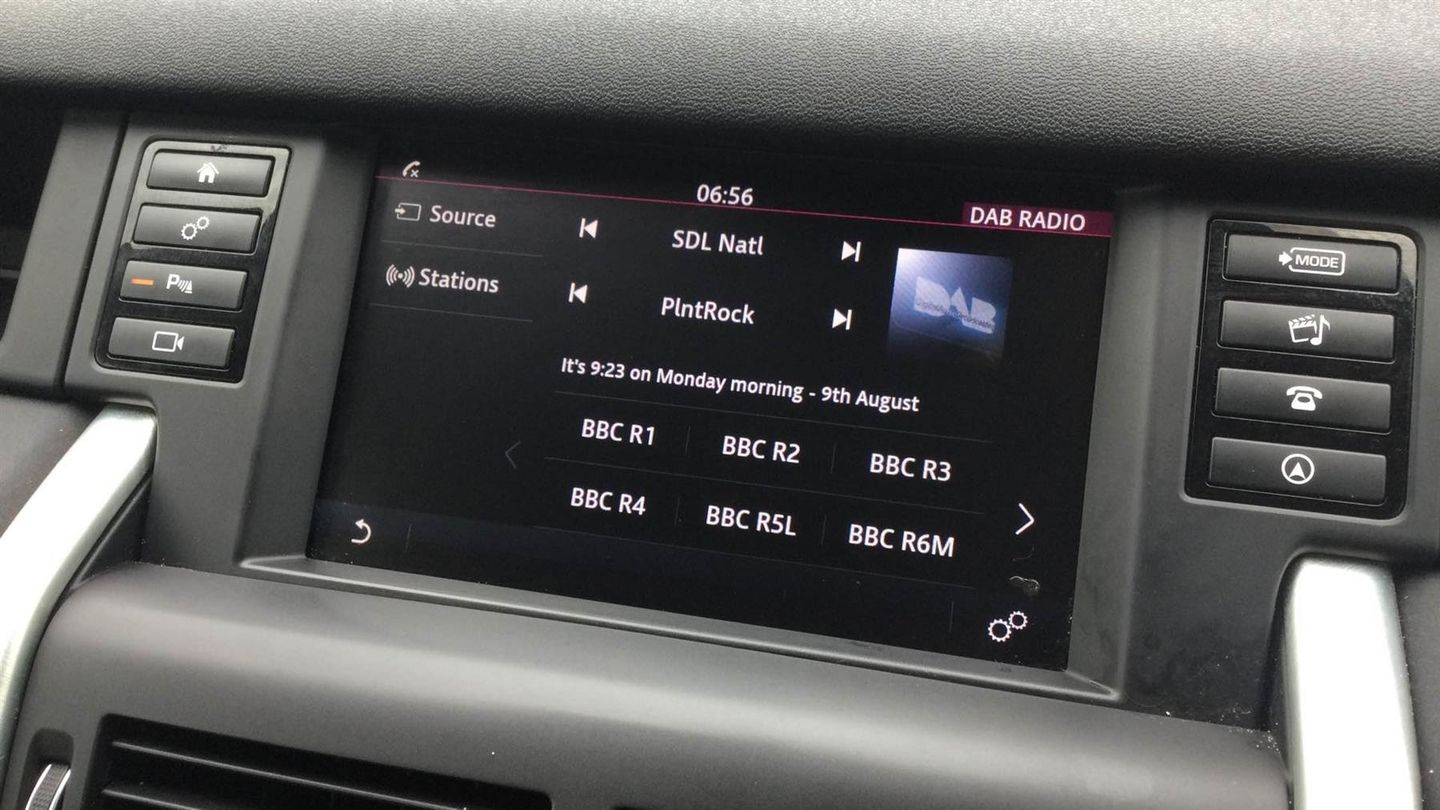 06:56
DAB RADIO
Source
SDL Natl
Stations
PlntRock
DAB
It's 9:23 on Monday morning - 9th August
BBC R1
BBC R2
BBC R3
BBC R4
BBC R5L
BBC R6M
P
MODE